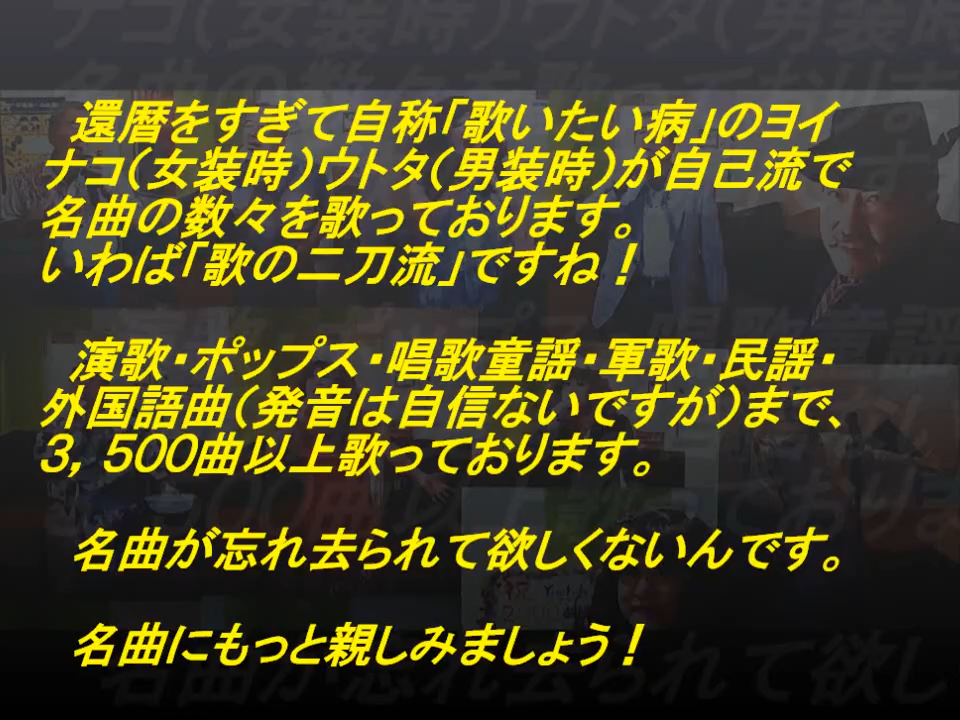 還暦をすぎて自称「歌いたい病」のヨイ
ナコ（女装時）ウトタ（男装時）が自己流で
名曲の数々を歌っております。
いわば「歌の二刀流」ですね！
演歌・ポップス・唱歌童謡・軍歌・民謡・
外国語曲（発音は自信ないですが）まで、
３，５００曲以上歌っております。
名曲が忘れ去られて欲しくないんです。
名曲にもっと親しみましょう！